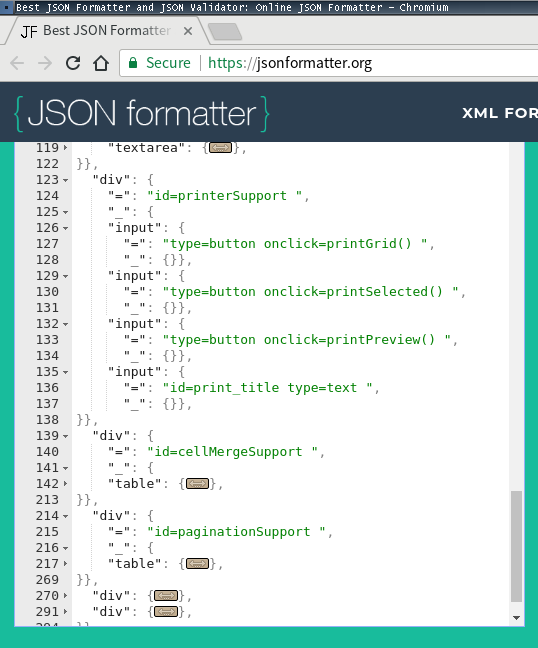 Best JSON Formatter and JSON Validator: Online JSON Formatter - Chromium
JF Best JSON Formatter
Secure https://jsonformatter.org
{JSON formatter} XML FOR
119 "textarea": {},
122 }},
123 "div": {
124 "=": "id=printerSupport ",
125 "_": {
126 "input": {
127 "=": "type=button onclick=printGrid() ",
128 "_": {}},
129 "input": {
130 "=": "type=button onclick=printSelected() ",
131 "_": {}},
132 "input": {
133 "=": "type=button onclick=printPreview() ",
134 "_": {}},
135 "input": {
136 "=": "id=print_title type=text ",
137 "_": {}},
138 }},
139 "div": {
140 "=": "id=cellMergeSupport ",
141 "_": {
142 "table": {},
213 }},
214 "div": {
215 "=": "id=paginationSupport ",
216 "_": {
217 "table": {},
269 }},
270 "div": {},
291 "div": {},